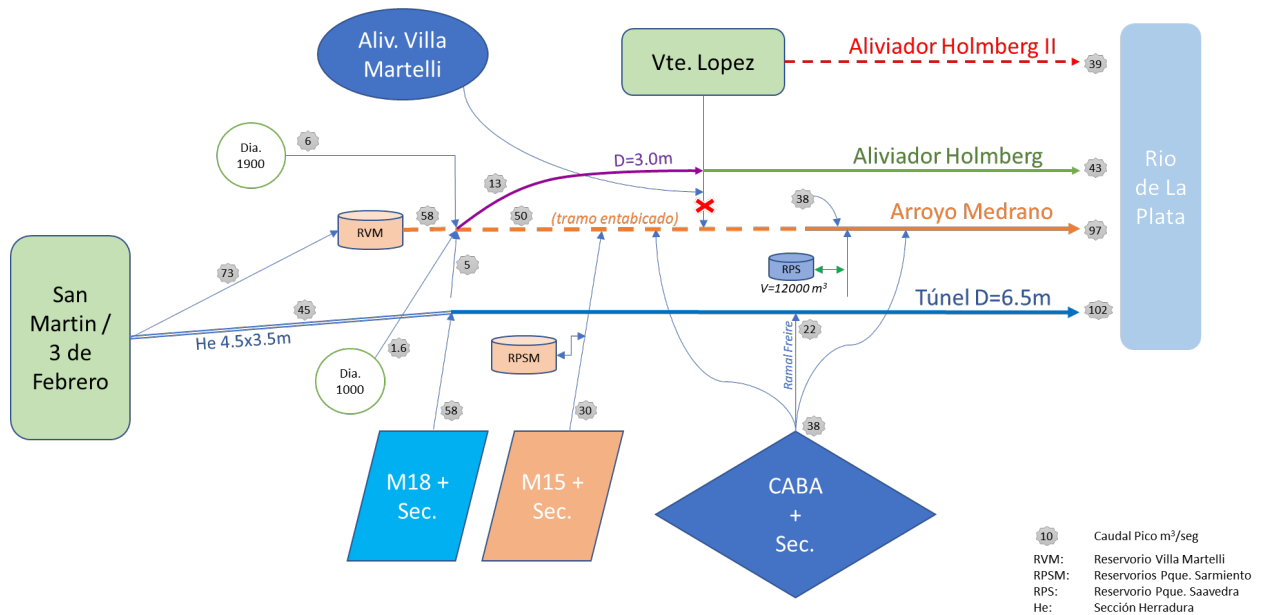 Aliv. Villa
Martelli
Vte. Lopez
Aliviador Holmberg II
39
Dia.
1900
6
D=3.0m
13
Aliviador Holmberg
43
Rio
de La
Plata
RVM
58
50
(tramo entabicado)
38
Arroyo Medrano
97
73
5
RPS
V=12000 m³
San
Martin /
3 de
Febrero
45
He 4.5x3.5m
Túnel D=6.5m
102
1.6
Dia.
1000
RPSM
Ramal Freire
22
58
30
38
M18 +
Sec.
M15 +
Sec.
CABA
+
Sec.
10 Caudal Pico m³/seg
RVM: Reservorio Villa Martelli
RPSM: Reservorios Pque. Sarmiento
RPS: Reservorios Pque. Saavedra
He: Sección Herradura